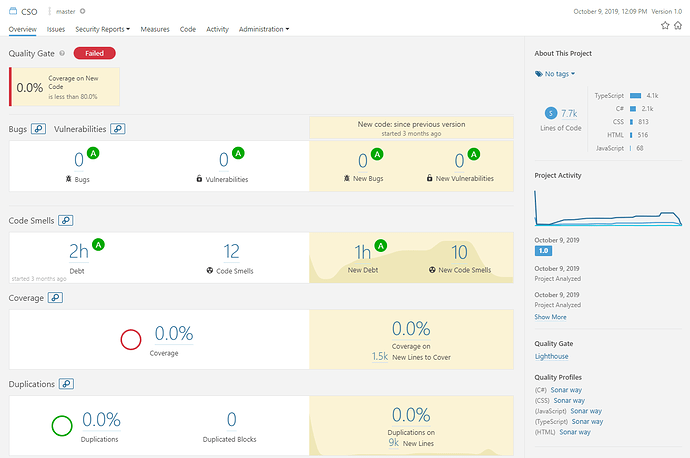 CSO master October 9, 2019, 12:09 PM Version 1.0
Overview Issues Security Reports Measures Code Activity Administration
Quality Gate Failed
0.0% Coverage on New Code
is less than 80.0%
New code: since previous version
started 3 months ago
Bugs Vulnerabilities
0 A Bugs
0 A Vulnerabilities
0 A New Bugs
0 A New Vulnerabilities
Code Smells
2h A Debt
started 3 months ago
12 Code Smells
1h A New Debt
10 New Code Smells
Coverage
0.0% Coverage
0.0%
Coverage on
1.5k New Lines to Cover
Duplications
0.0% Duplications
0 Duplicated Blocks
0.0%
Duplications on
9k New Lines
About This Project
No tags
S 7.7k
Lines of Code
TypeScript 4.1k
C# 2.1k
CSS 813
HTML 516
JavaScript 68
Project Activity
October 9, 2019
1.0
October 9, 2019
Project Analyzed
October 9, 2019
Project Analyzed
Show More
Quality Gate
Lighthouse
Quality Profiles
(C#) Sonar way
(CSS) Sonar way
(JavaScript) Sonar way
(TypeScript) Sonar way
(HTML) Sonar way